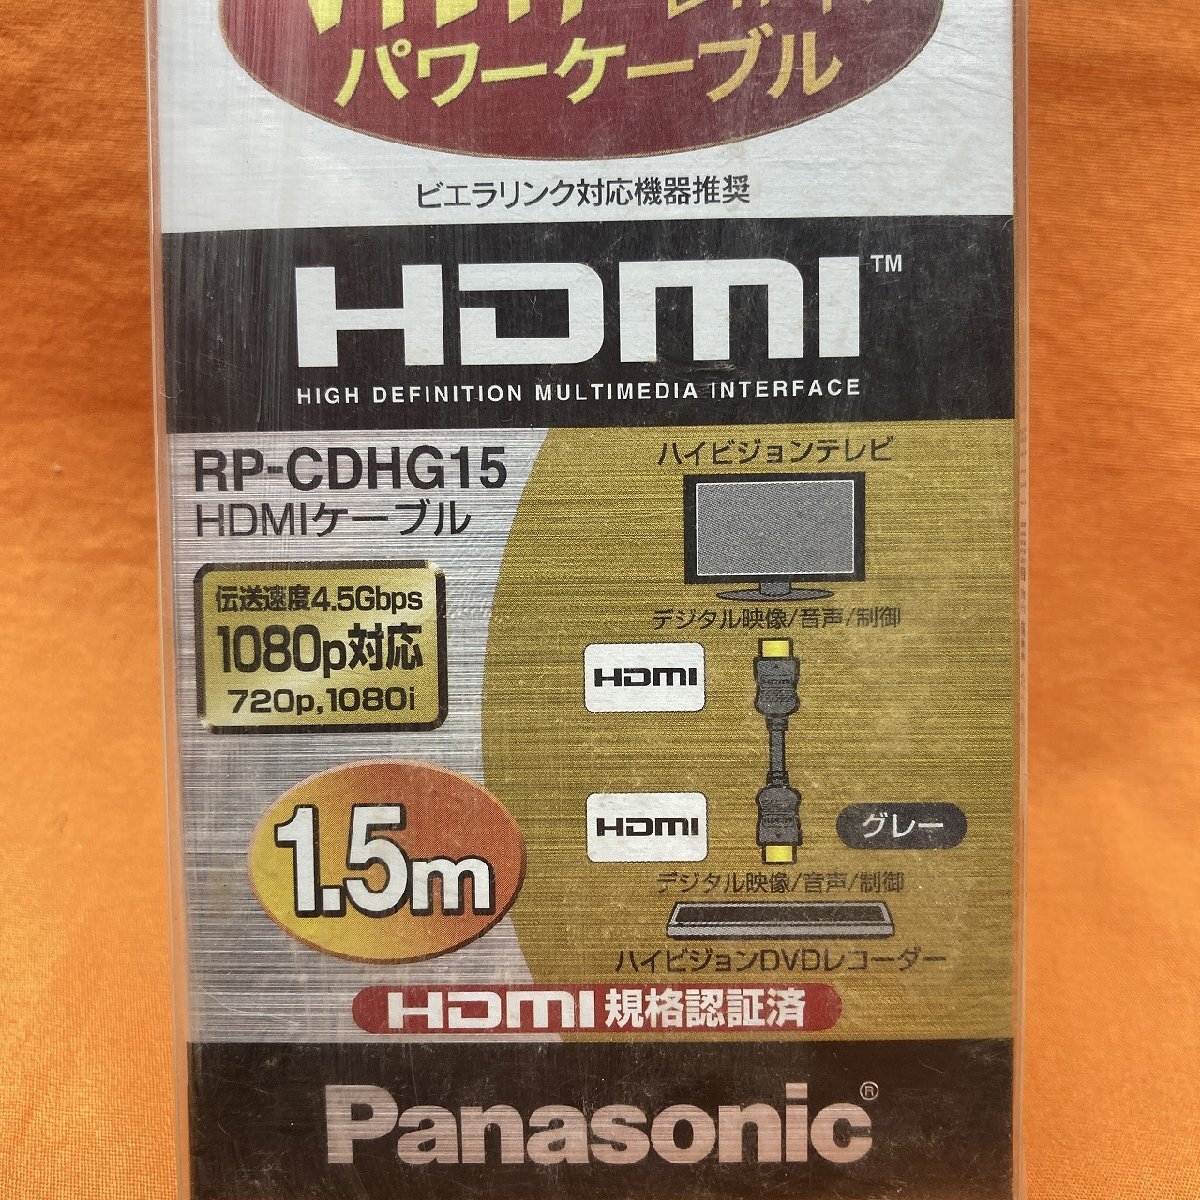 パワーケーブル
ビエラリンク対応機器推奨
HDMI™
HIGH DEFINITION MULTIMEDIA INTERFACE
RP-CDHG15
HDMIケーブル
伝送速度4.5Gbps
1080p対応
720p,1080i
1.5m
ハイビジョンテレビ
デジタル映像/音声/制御
HDMI
HDMI
グレー
デジタル映像/音声/制御
ハイビジョンDVDレコーダー
HDMI規格認証済
Panasonic®